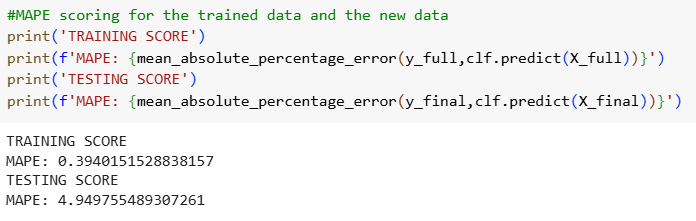 #MAPE scoring for the trained data and the new data
print('TRAINING SCORE')
print(f'MAPE: {mean_absolute_percentage_error(y_full,clf.predict(X_full))}')
print('TESTING SCORE')
print(f'MAPE: {mean_absolute_percentage_error(y_final,clf.predict(X_final))}')
TRAINING SCORE
MAPE: 0.3940151528838157
TESTING SCORE
MAPE: 4.949755489307261